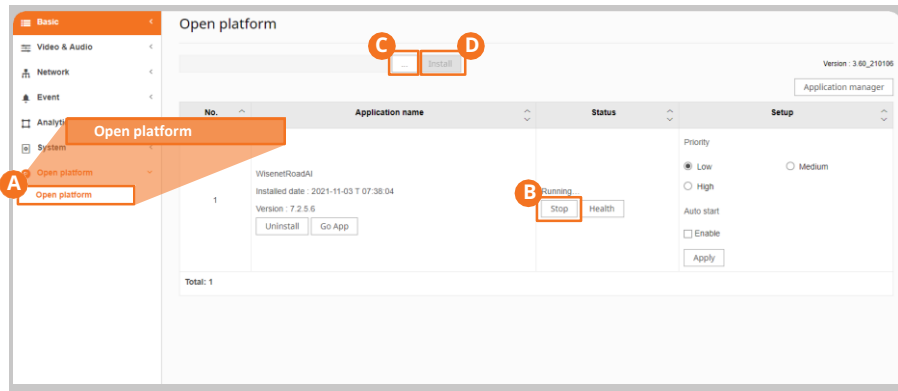 Basic
Video & Audio
Network
Event
Analyti
System
Open platform
Open platform
A
Open platform
Open platform
C
D
...
Install
Version : 3.60_210106
Application manager
No.
Application name
Status
Setup
1
WisenetRoadAI
Installed date : 2021-11-03 T 07:38:04
Version : 7.2.5.6
Uninstall
Go App
B
Running...
Stop
Health
Priority
Low
Medium
High
Auto start
Enable
Apply
Total: 1